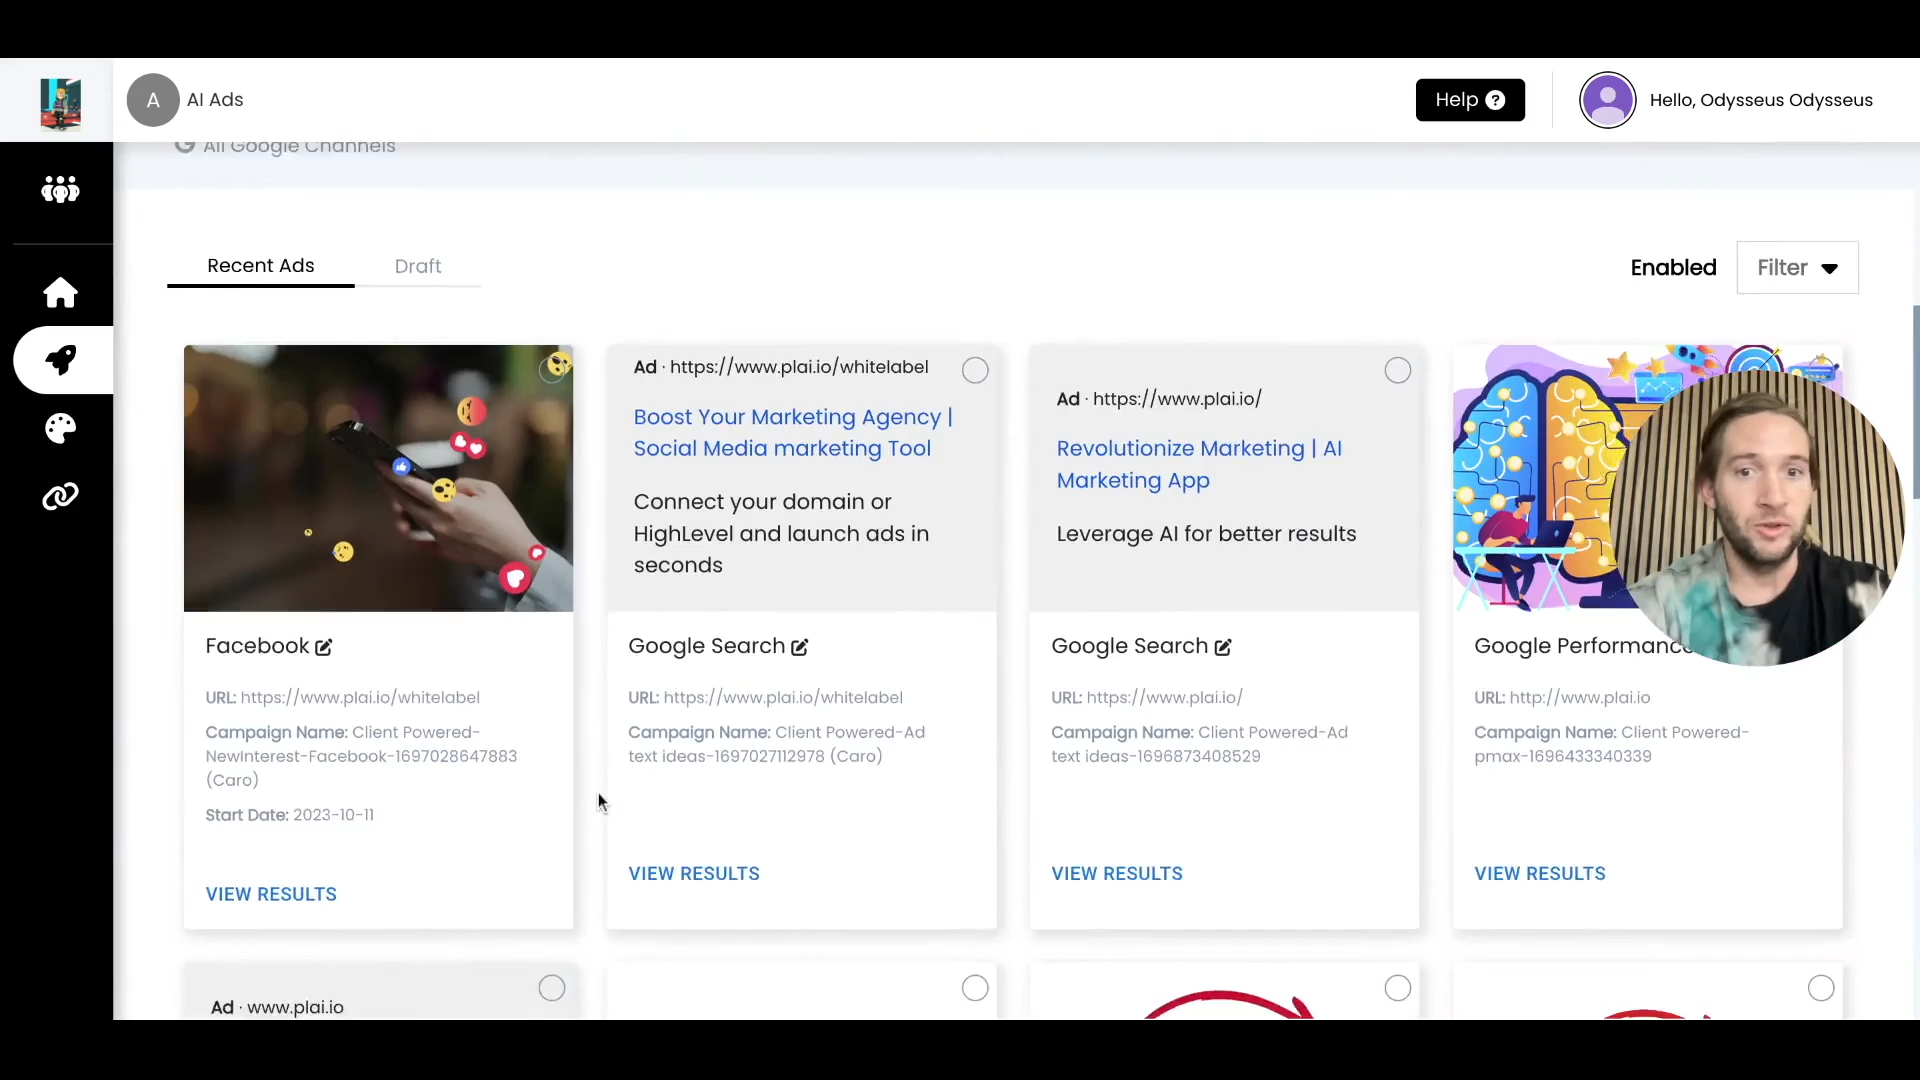 A
AI Ads
Help ?
Hello, Odysseus Odysseus
All Google Channels
Recent Ads
Draft
Enabled
Filter
Ad · https://www.plai.io/whitelabel
Boost Your Marketing Agency |
Social Media marketing Tool
Connect your domain or
HighLevel and launch ads in
seconds
Ad · https://www.plai.io/
Revolutionize Marketing | AI
Marketing App
Leverage AI for better results
Facebook
URL: https://www.plai.io/whitelabel
Campaign Name: Client Powered-
NewInterest-Facebook-1697028647883
(Caro)
Start Date: 2023-10-11
VIEW RESULTS
Google Search
URL: https://www.plai.io/whitelabel
Campaign Name: Client Powered-Ad
text ideas-1697027112978 (Caro)
VIEW RESULTS
Google Search
URL: https://www.plai.io/
Campaign Name: Client Powered-Ad
text ideas-1696873408529
VIEW RESULTS
Google Performance
URL: http://www.plai.io
Campaign Name: Client Powered-
pmax-1696433340339
VIEW RESULTS
Ad · www.plai.io